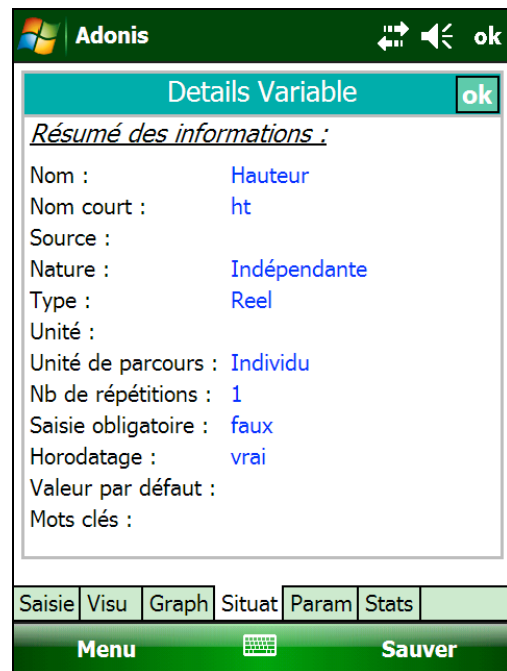 Adonis ok
Details Variable ok
Résumé des informations :
Nom : Hauteur
Nom court : ht
Source :
Nature : Indépendante
Type : Reel
Unité :
Unité de parcours : Individu
Nb de répétitions : 1
Saisie obligatoire : faux
Horodatage : vrai
Valeur par défaut :
Mots clés :
Saisie Visu Graph Situat Param Stats
Menu Sauver